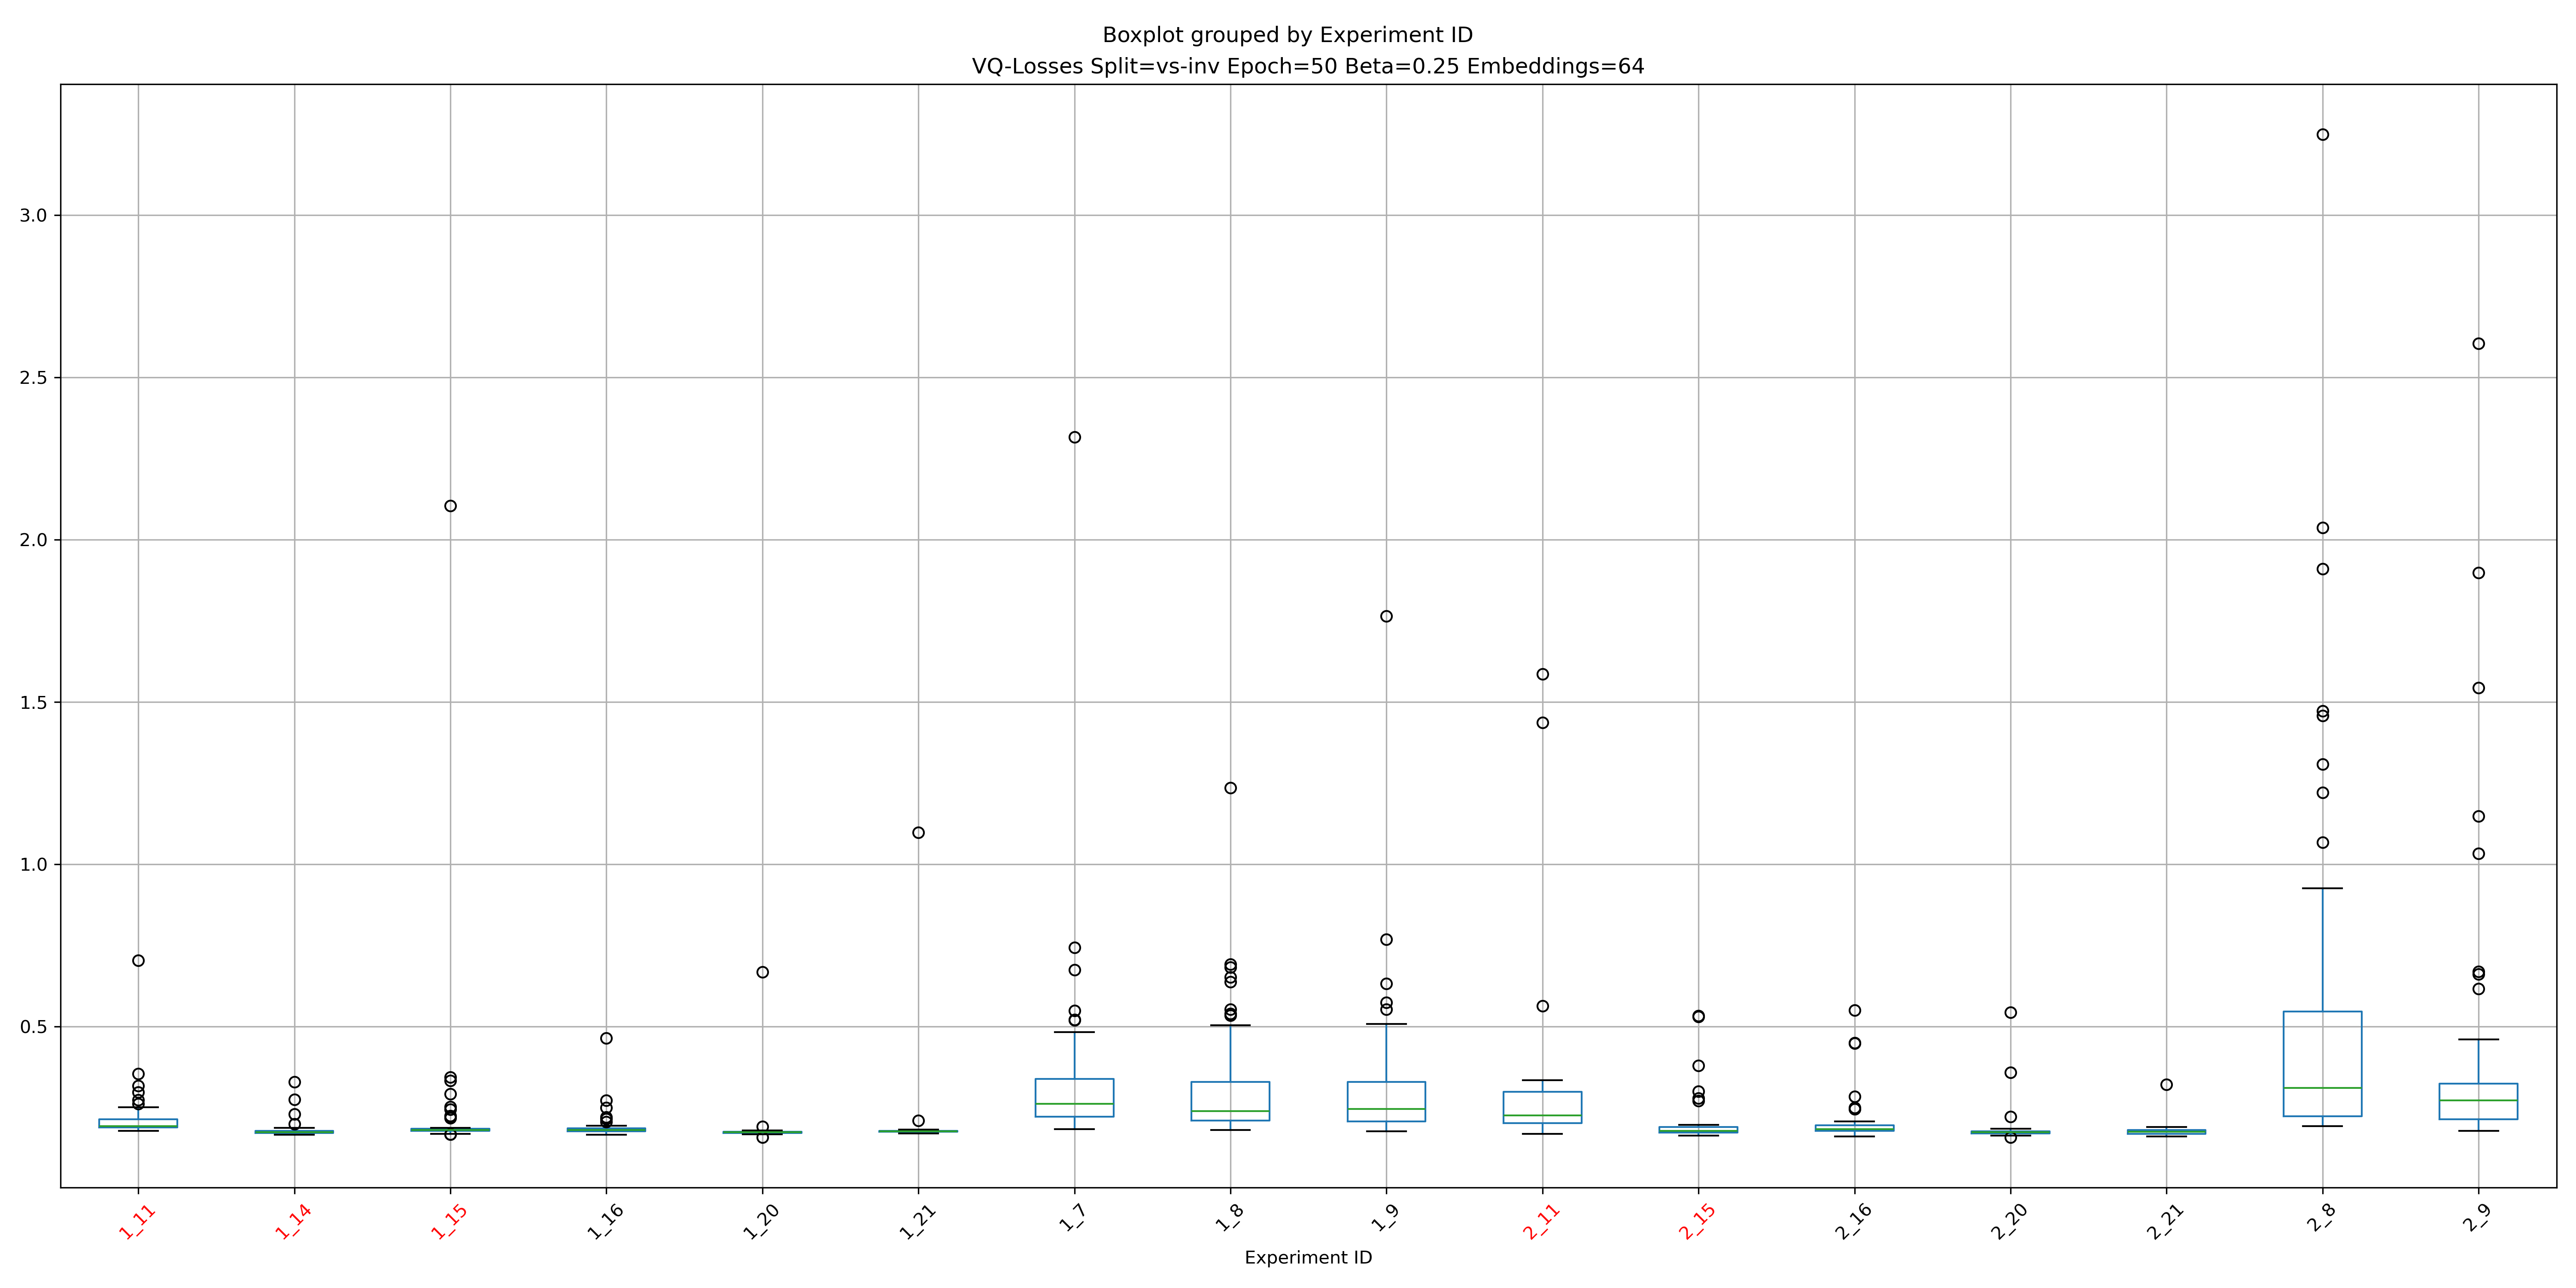 Boxplot grouped by Experiment ID
VQ-Losses Split=vs-inv Epoch=50 Beta=0.25 Embeddings=64
3.0
2.5
2.0
1.5
1.0
0.5
1_11 1_14 1_15 1_16 1_20 1_21 1_7 1_8 1_9 2_11 2_15 2_16 2_20 2_21 2_8 2_9
Experiment ID